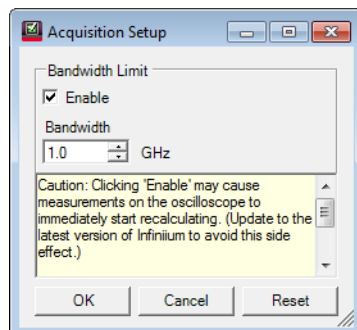 Acquisition Setup
Bandwidth Limit
Enable
Bandwidth
1.0 GHz
Caution: Clicking 'Enable' may cause
measurements on the oscilloscope to
immediately start recalculating. (Update to the
latest version of Infiniium to avoid this side
effect.)
OK Cancel Reset